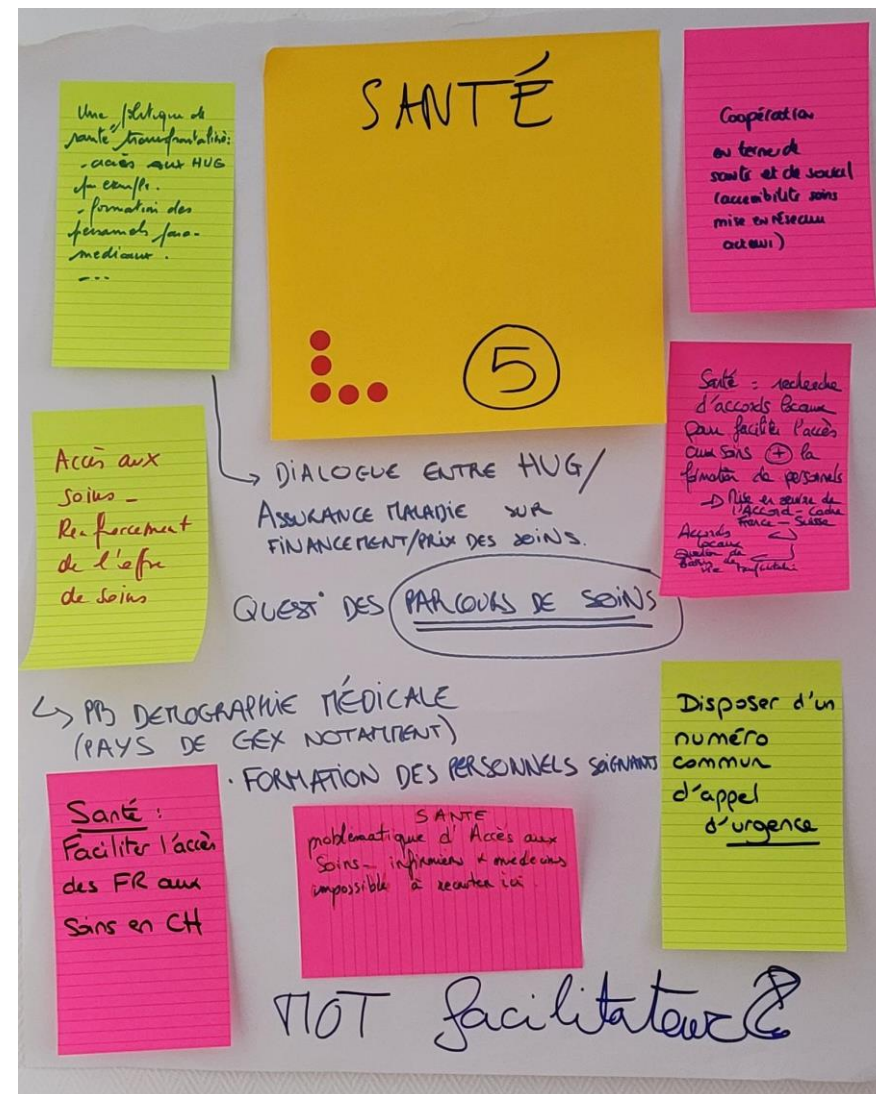 SANTÉ
5
Une politique de
santé transfrontalière:
- accès aux HUG
par exemple.
- formation des
personnels para-
médicaux.
---
Coopération
en terme de
santé et de social
(accessibilité soins
mise en réseau
acteurs)
Accès aux
soins -
Renforcement
de l'offre
de soins
→ DIALOGUE ENTRE HUG/
ASSURANCE MALADIE SUR
FINANCEMENT/PRIX DES SOINS.
QUEST° DES PARCOURS DE SOINS
Santé = recherche
d'accords locaux
pour faciliter l'accès
aux soins + la
formation de personnels
→ Mise en œuvre de
l'Accord-cadre
France-Suisse
Accords
locaux
→ PB DEMOGRAPHIE MÉDICALE
(PAYS DE GEX NOTAMMENT)
. FORMATION DES PERSONNELS SOIGNANTS
Disposer d'un
numéro
commun
d'appel
d'urgence
Santé :
Faciliter l'accès
des FR aux
Soins en CH
SANTE
problématique d'Accès aux
Soins - infirmiers & médecins
impossible à recruter ici.
MOT facilitateur